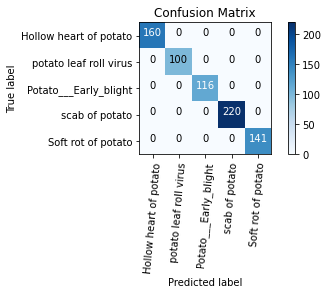 Confusion Matrix
True label
Hollow heart of potato 160 0 0 0 0
potato leaf roll virus 0 100 0 0 0
Potato___Early_blight 0 0 116 0 0
scab of potato 0 0 0 220 0
Soft rot of potato 0 0 0 0 141
Hollow heart of potato
potato leaf roll virus
Potato___Early_blight
scab of potato
Soft rot of potato
Predicted label
200
150
100
50
0